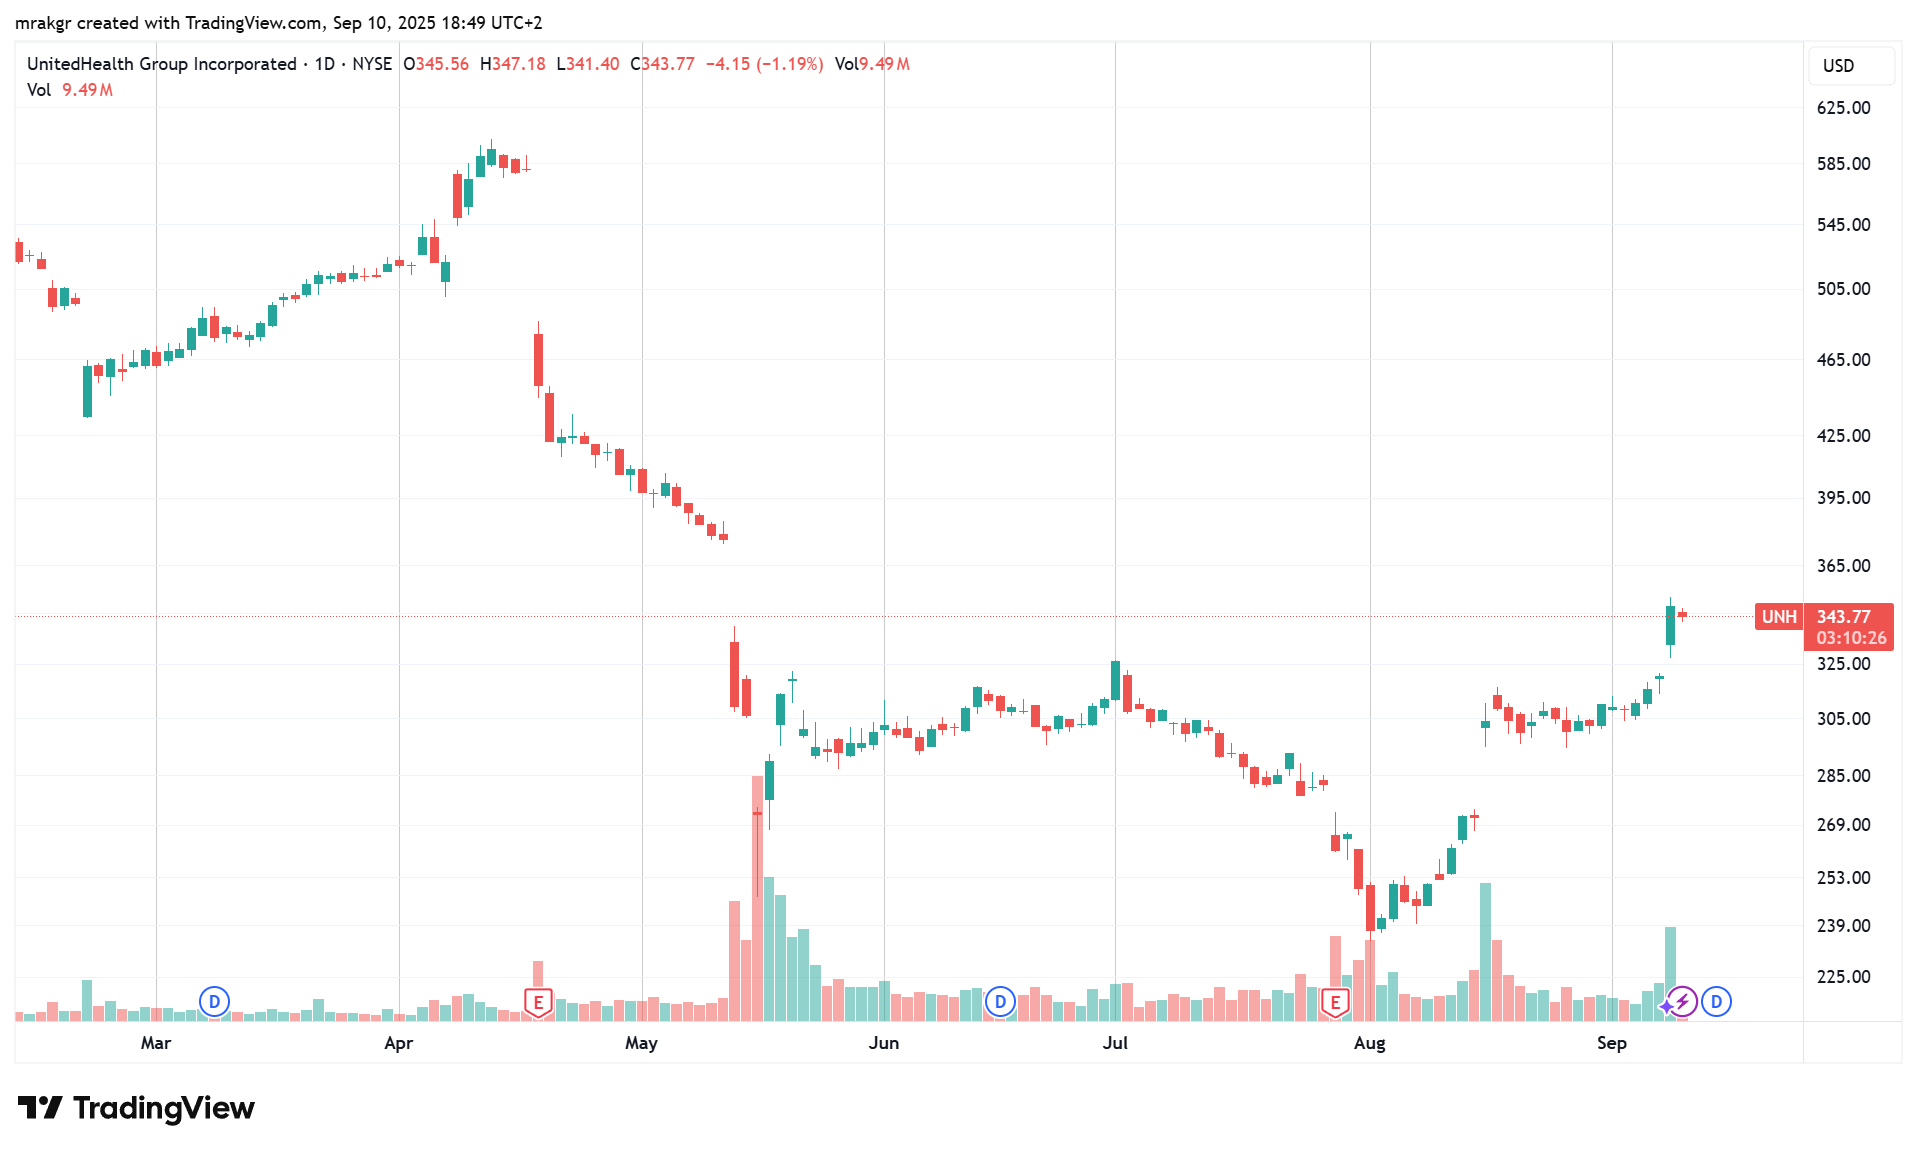 mrakgr created with TradingView.com, Sep 10, 2025 18:49 UTC+2
UnitedHealth Group Incorporated · 1D · NYSE O345.56 H347.18 L341.40 C343.77 −4.15 (−1.19%) Vol9.49 M
Vol 9.49 M
USD
625.00
585.00
545.00
505.00
465.00
425.00
395.00
365.00
UNH 343.77
03:10:26
325.00
305.00
285.00
269.00
253.00
239.00
225.00
D E D E D
Mar Apr May Jun Jul Aug Sep
TradingView